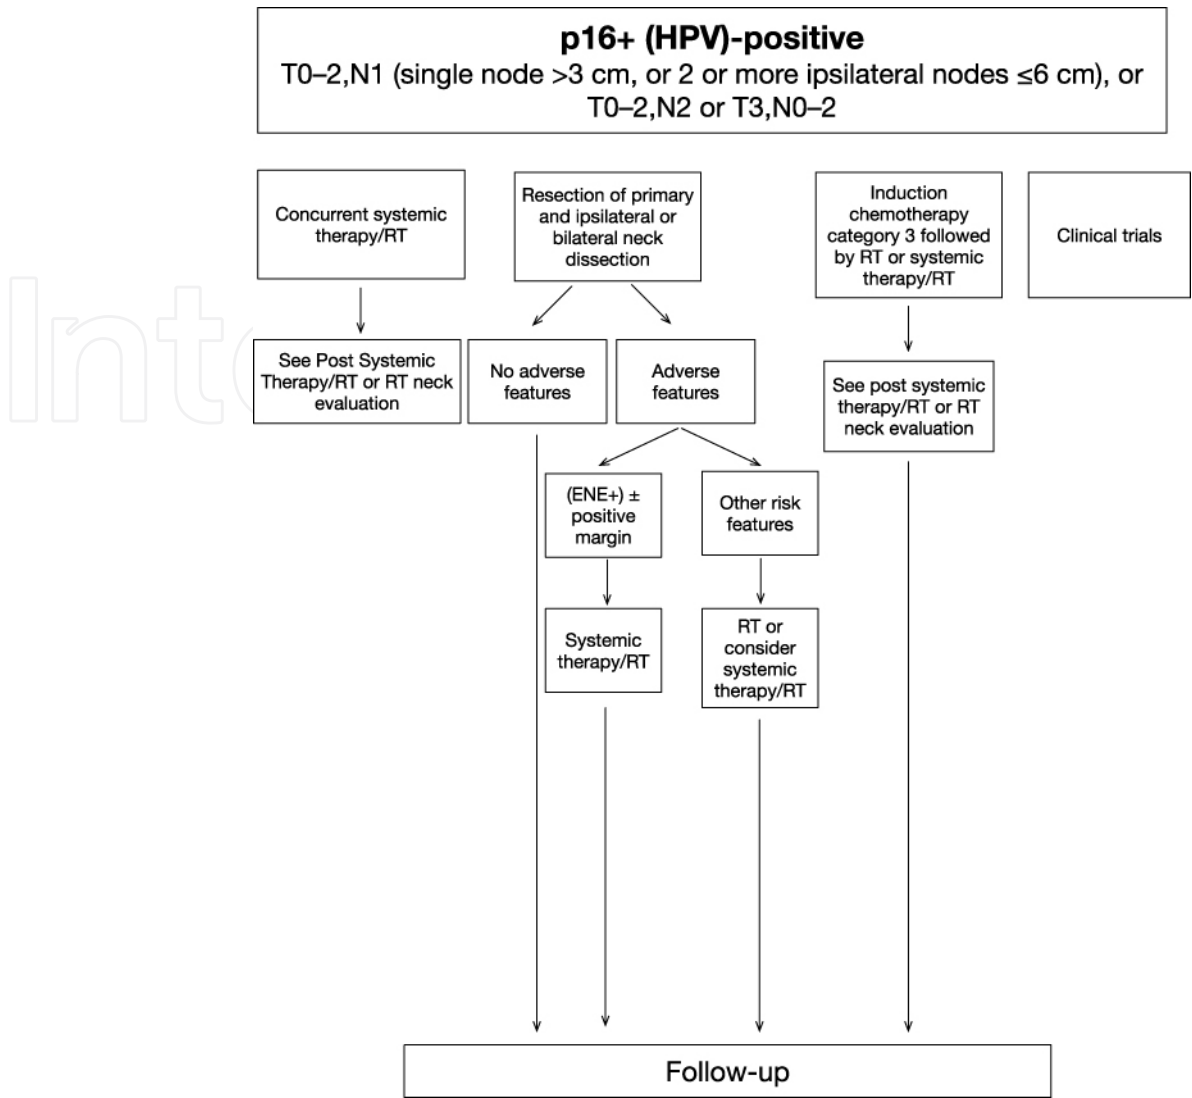 p16+ (HPV)-positive
T0–2,N1 (single node >3 cm, or 2 or more ipsilateral nodes ≤6 cm), or
T0–2,N2 or T3,N0–2
Concurrent systemic
therapy/RT
Resection of primary
and ipsilateral or
bilateral neck
dissection
Induction
chemotherapy
category 3 followed
by RT or systemic
therapy/RT
Clinical trials
See Post Systemic
Therapy/RT or RT neck
evaluation
No adverse
features
Adverse
features
See post systemic
therapy/RT or RT
neck evaluation
(ENE+) ±
positive
margin
Other risk
features
Systemic
therapy/RT
RT or
consider
systemic
therapy/RT
Follow-up